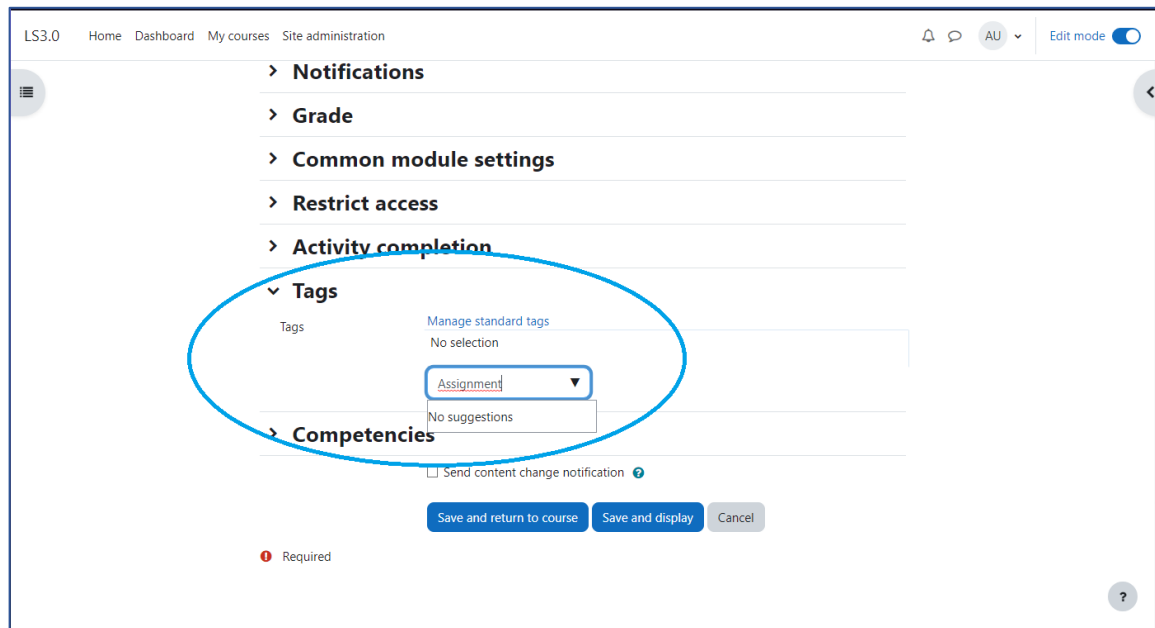 LS3.0 Home Dashboard My courses Site administration AU Edit mode
Notifications
Grade
Common module settings
Restrict access
Activity completion
Tags
Tags Manage standard tags
No selection
Assignment
No suggestions
Competencies
Send content change notification ?
Save and return to course Save and display Cancel
! Required
?